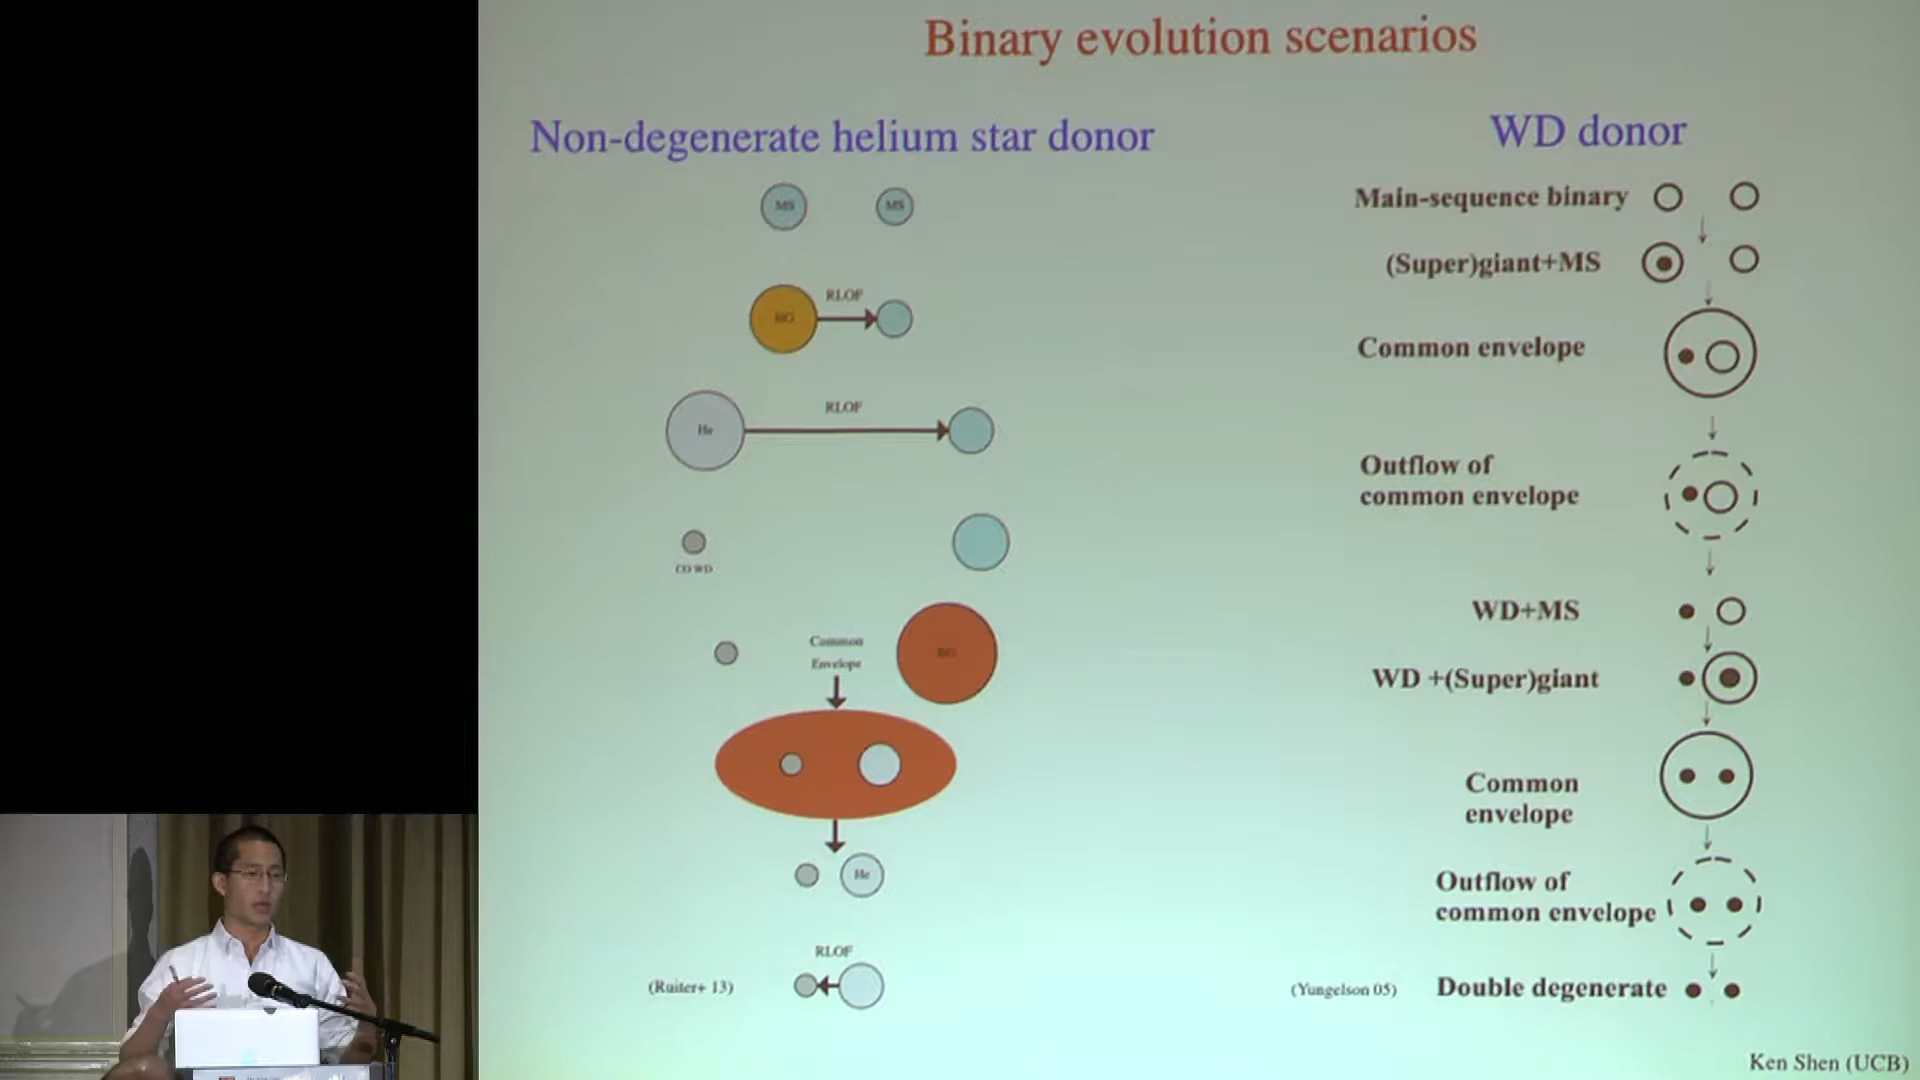 Binary evolution scenarios
Non-degenerate helium star donor
MS
MS
RLOF
He
RLOF
CO WD
Common
Envelope
He
RLOF
(Ruiter+ 13)
WD donor
Main-sequence binary
(Super)giant+MS
Common envelope
Outflow of
common envelope
WD+MS
WD +(Super)giant
Common
envelope
Outflow of
common envelope
(Yungelson 05)
Double degenerate
Ken Shen (UCB)